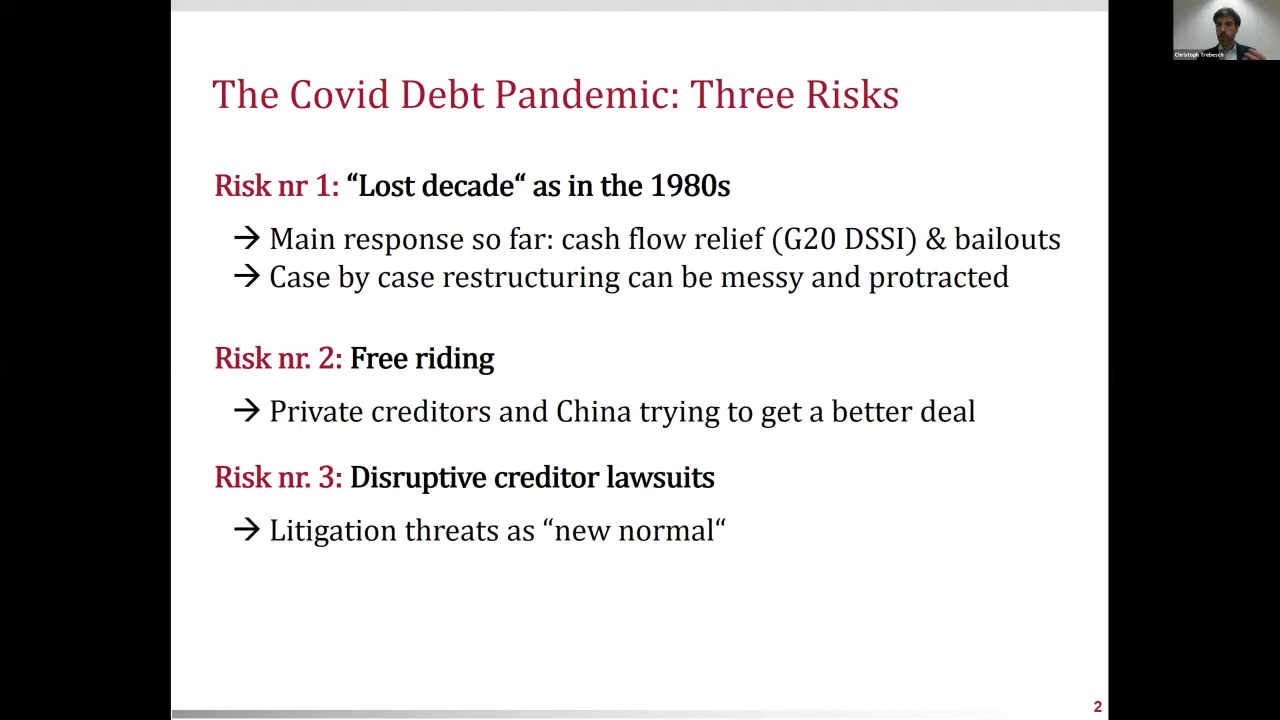 The Covid Debt Pandemic: Three Risks
Risk nr 1: “Lost decade“ as in the 1980s
→ Main response so far: cash flow relief (G20 DSSI) & bailouts
→ Case by case restructuring can be messy and protracted
Risk nr. 2: Free riding
→ Private creditors and China trying to get a better deal
Risk nr. 3: Disruptive creditor lawsuits
→ Litigation threats as “new normal“
2
Christoph Trebesch